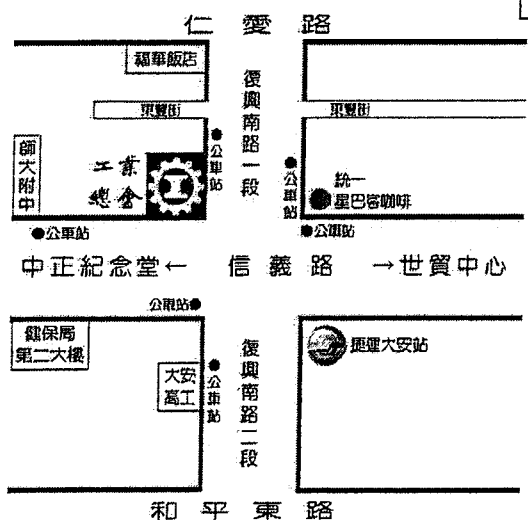 仁愛路
福華飯店
復興南路一段
東豐街
東豐街
師大附中
工業
總會
公車站
公車站
統一
星巴客咖啡
公車站
公車站
中正紀念堂← 信義路 →世貿中心
公車站
健保局
第二大樓
大安
高工
公車站
復興南路二段
捷運大安站
和平東路